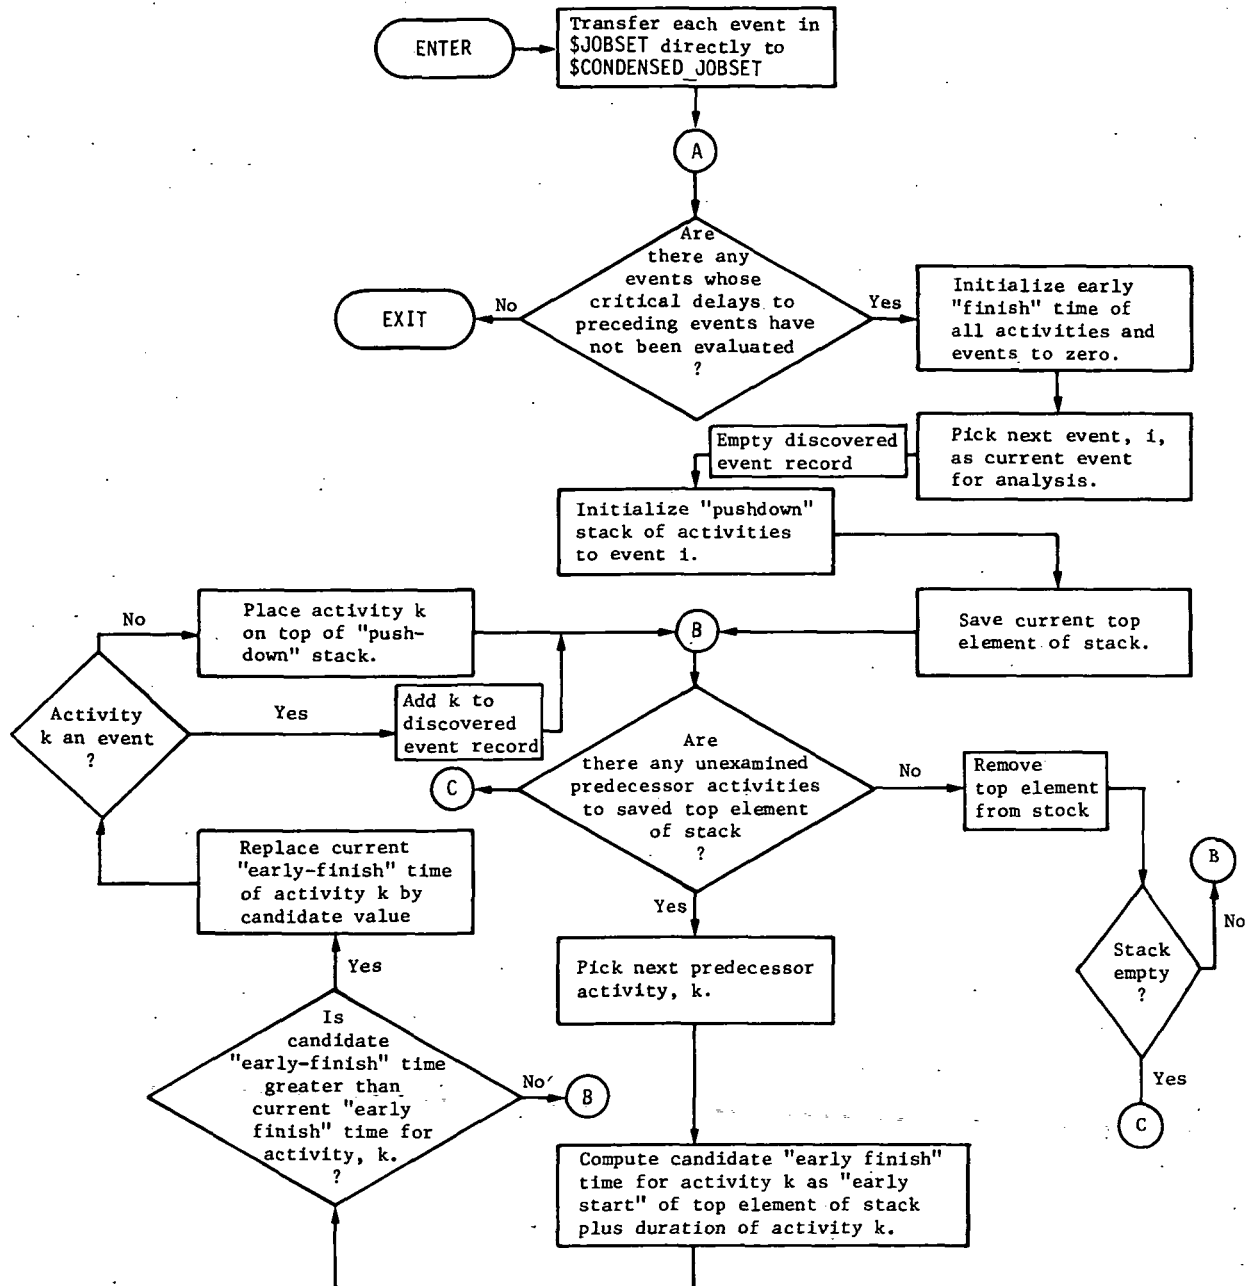 ENTER
Transfer each event in
$JOBSET directly to
$CONDENSED_JOBSET
A
Are
there any
events whose
critical delays to
preceding events have
not been evaluated
?
No
EXIT
Yes
Initialize early
"finish" time of
all activities and
events to zero.
Pick next event, i,
as current event
for analysis.
Empty discovered
event record
Initialize "pushdown"
stack of activities
to event i.
Save current top
element of stack.
B
Place activity k
on top of "push-
down" stack.
No
Activity
k an event
?
Yes
Add k to
discovered
event record
C
Are
there any unexamined
predecessor activities
to saved top element
of stack
?
No
Remove
top element
from stock
B
No
Stack
empty
?
Yes
C
Replace current
"early-finish" time
of activity k by
candidate value
Yes
Yes
Pick next predecessor
activity, k.
Is
candidate
"early-finish" time
greater than
current "early
finish" time for
activity, k.
?
No
B
Compute candidate "early finish"
time for activity k as "early
start" of top element of stack
plus duration of activity k.